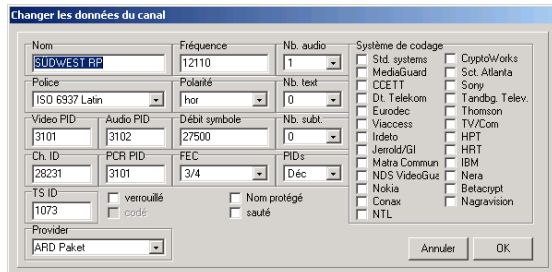 Changer les données du canal
Nom
SÜDWEST RP
Fréquence
12110
Nb. audio
1
Police
ISO 6937 Latin
Polarité
hor
Nb. text
0
Video PID
3101
Audio PID
3102
Débit symbole
27500
Nb. subt.
0
Ch. ID
28231
PCR PID
3101
FEC
3/4
PIDs
Déc
TS ID
1073
verrouillé
codé
Nom protégé
sauté
Provider
ARD Paket
Système de codage
Std. systems
MediaGuard
CCETT
Dt. Telekom
Eurodec
Viaccess
Irdeto
Jerrold/GI
Matra Commun
NDS VideoGua
Nokia
Conax
NTL
CryptoWorks
Sct. Atlanta
Sony
Tandbg. Telev.
Thomson
TV/Com
HPT
HRT
IBM
Nera
Betacrypt
Nagravision
Annuler
OK